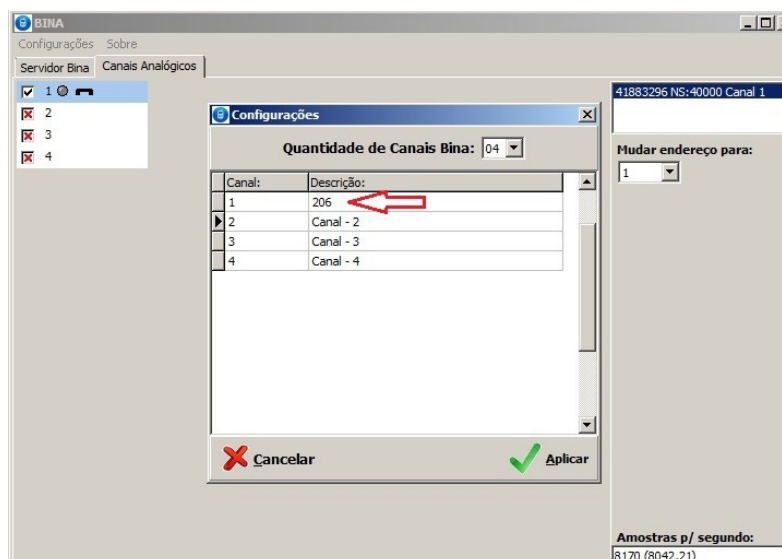 BINA
Configurações Sobre
Servidor Bina Canais Analógicos
1
2
3
4
Configurações
Quantidade de Canais Bina: 04
Canal: Descrição:
1 206
2 Canal - 2
3 Canal - 3
4 Canal - 4
Cancelar Aplicar
41883296 NS:40000 Canal 1
Mudar endereço para:
1
Amostras p/ segundo:
8170 (8042,21)